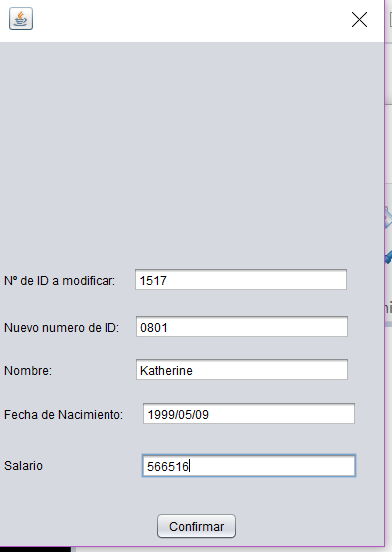 Nº de ID a modificar: 1517
Nuevo numero de ID: 0801
Nombre: Katherine
Fecha de Nacimiento: 1999/05/09
Salario 566516
Confirmar